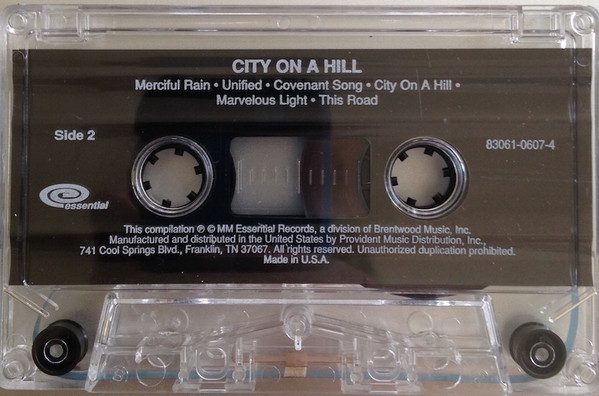 CITY ON A HILL
Merciful Rain • Unified • Covenant Song • City On A Hill •
Marvelous Light • This Road
Side 2
83061-0607-4
essential
This compilation ℗ © MM Essential Records, a division of Brentwood Music, Inc.
Manufactured and distributed in the United States by Provident Music Distribution, Inc.,
741 Cool Springs Blvd., Franklin, TN 37067. All rights reserved. Unauthorized duplication prohibited.
Made in U.S.A.